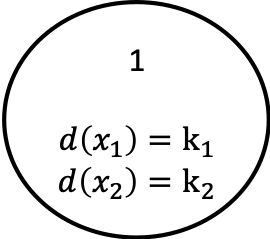 1
d(x₁) = k₁
d(x₂) = k₂